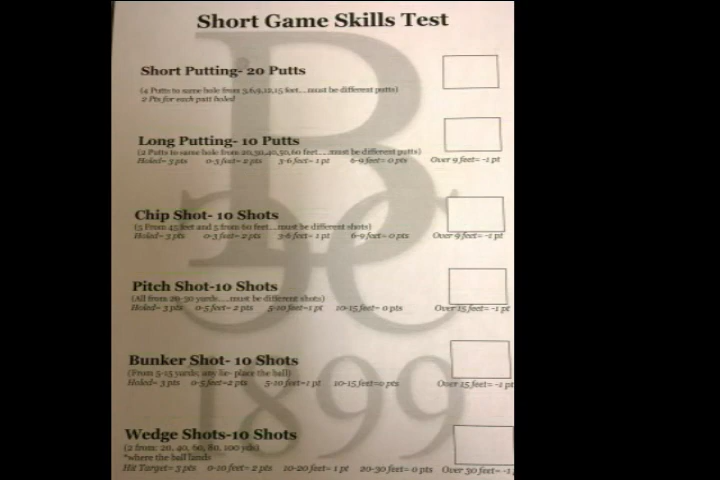 Short Game Skills Test
Short Putting- 20 Putts
(4 Putts to same hole from 3,6,9,12,15 feet....must be different putts)
2 Pts for each putt holed
Long Putting- 10 Putts
(2 Putts to same hole from 20,30,40,50,60 feet....must be different putts)
Holed= 3 pts 0-3 feet= 2 pts 3-6 feet= 1 pt 6-9 feet= 0 pts Over 9 feet= -1 pt
Chip Shot- 10 Shots
(5 From 45 feet and 5 from 60 feet...must be different shots)
Holed= 3 pts 0-3 feet= 2 pts 3-6 feet= 1 pt 6-9 feet= 0 pts Over 9 feet= -1 pt
Pitch Shot-10 Shots
(All from 20-30 yards.....must be different shots)
Holed= 3 pts 0-5 feet= 2 pts 5-10 feet=1 pt 10-15 feet= 0 pts Over 15 feet= -1 pt
Bunker Shot- 10 Shots
(From 5-15 yards, any lie- place the ball)
Holed= 3 pts 0-5 feet=2 pts 5-10 feet=1 pt 10-15 feet=0 pts Over 15 feet= -1 pt
1899
Wedge Shots-10 Shots
(2 from: 20, 40, 60, 80, 100 yds)
*where the ball lands
Hit Target= 3 pts 0-10 feet= 2 pts 10-20 feet= 1 pt 20-30 feet= 0 pts Over 30 feet= -1